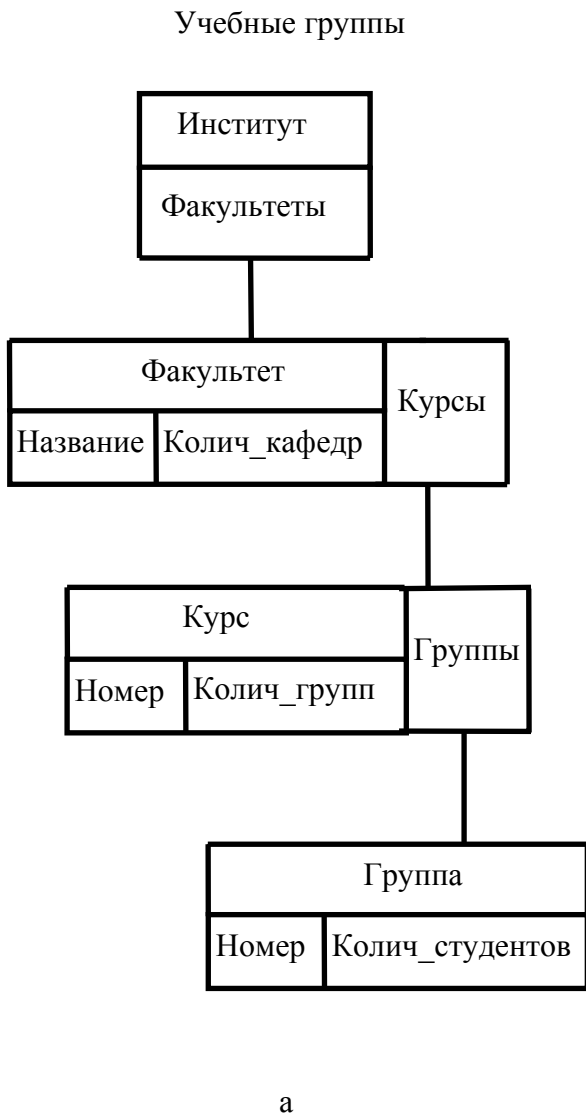 Учебные группы
Институт
Факультеты
Факультет
Курсы
Название Колич_кафедр
Курс
Группы
Номер Колич_групп
Группа
Номер Колич_студентов
а